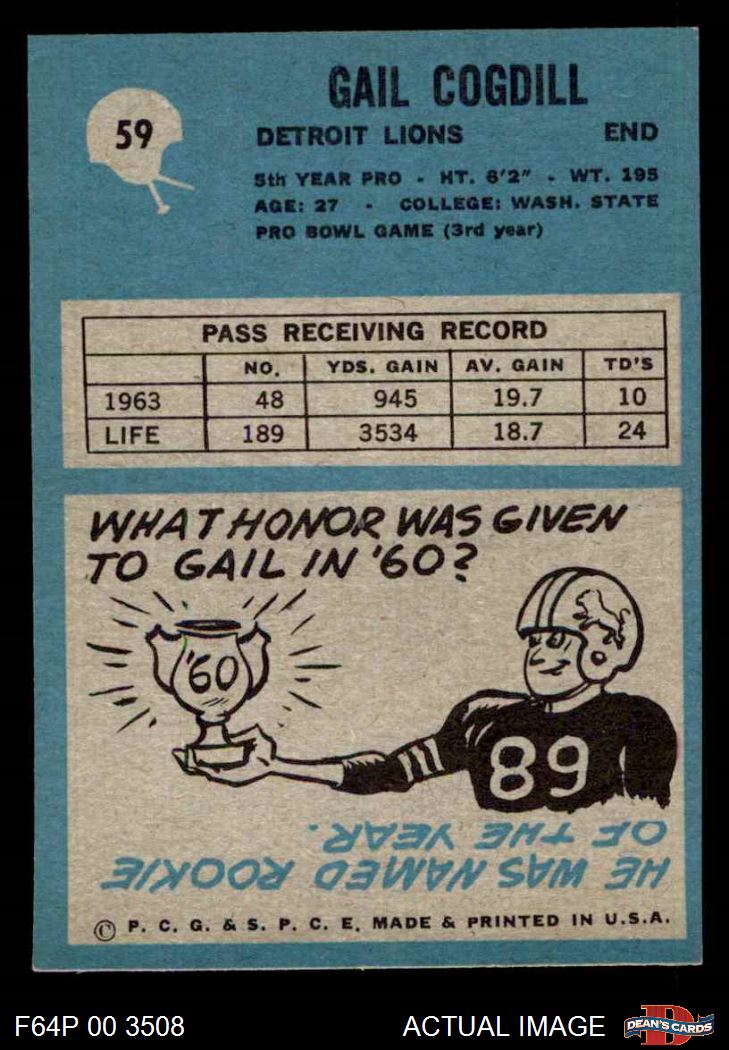 59
GAIL COGDILL
DETROIT LIONS END
5th YEAR PRO - HT. 6'2" - WT. 195
AGE: 27 - COLLEGE: WASH. STATE
PRO BOWL GAME (3rd year)
PASS RECEIVING RECORD
NO. YDS. GAIN AV. GAIN TD'S
1963 48 945 19.7 10
LIFE 189 3534 18.7 24
WHAT HONOR WAS GIVEN
TO GAIL IN '60?
'60
89
HE WAS NAMED ROOKIE
OF THE YEAR.
© P. C. G. & S. P. C. E. MADE & PRINTED IN U.S.A.
F64P 00 3508 ACTUAL IMAGE
D
DEAN'S CARDS